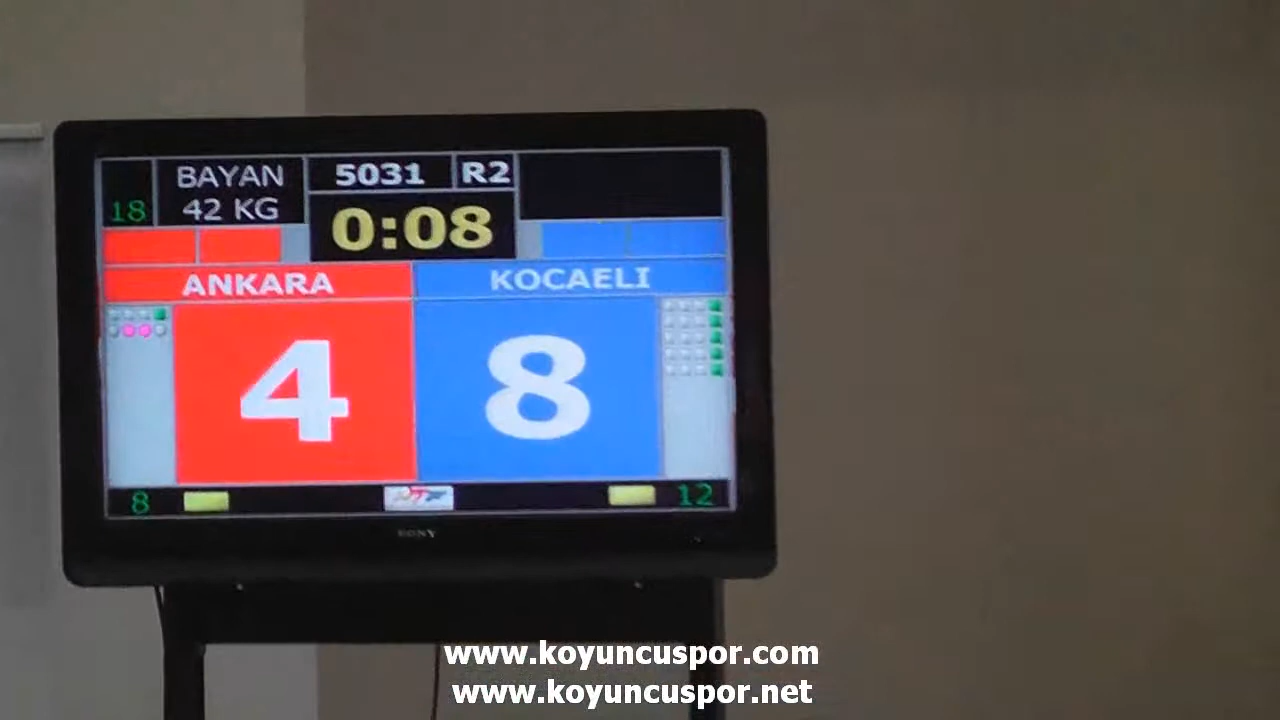 BAYAN 5031 R2
18 42 KG
0:08
ANKARA KOCAELI
4 8
8 12
SONY
www.koyuncuspor.com
www.koyuncuspor.net